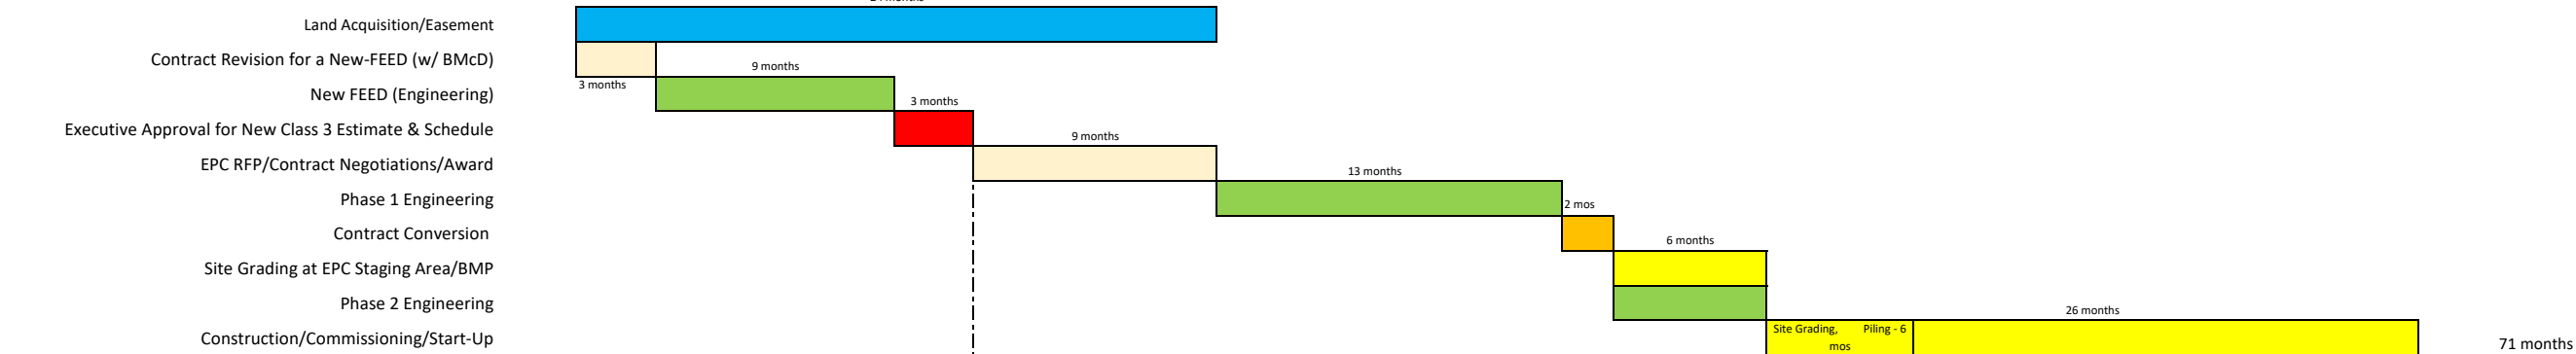 Land Acquisition/Easement
Contract Revision for a New-FEED (w/ BMcD)
9 months
3 months
New FEED (Engineering)
3 months
Executive Approval for New Class 3 Estimate & Schedule
9 months
EPC RFP/Contract Negotiations/Award
13 months
Phase 1 Engineering
2 mos
Contract Conversion
6 months
Site Grading at EPC Staging Area/BMP
Phase 2 Engineering
26 months
Site Grading, Piling - 6
mos
Construction/Commissioning/Start-Up
71 months